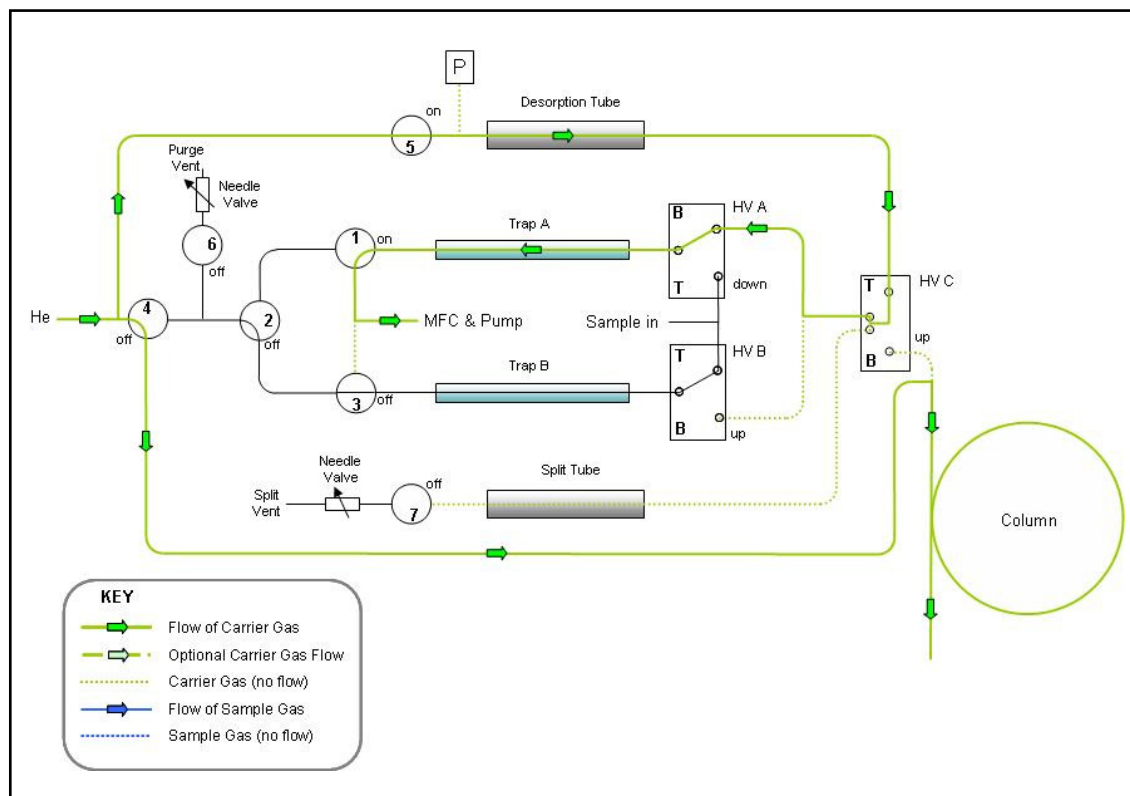 P
on
Desorption Tube
5
Purge
Vent
Needle
Valve
6
off
1
on
Trap A
B
HV A
T
down
T
HV C
He
4
off
2
off
MFC & Pump
Sample in
up
B
T
HV B
Trap B
3
off
B
up
Needle
Valve
off
Split Tube
Split
Vent
7
Column
KEY
Flow of Carrier Gas
Optional Carrier Gas Flow
Carrier Gas (no flow)
Flow of Sample Gas
Sample Gas (no flow)